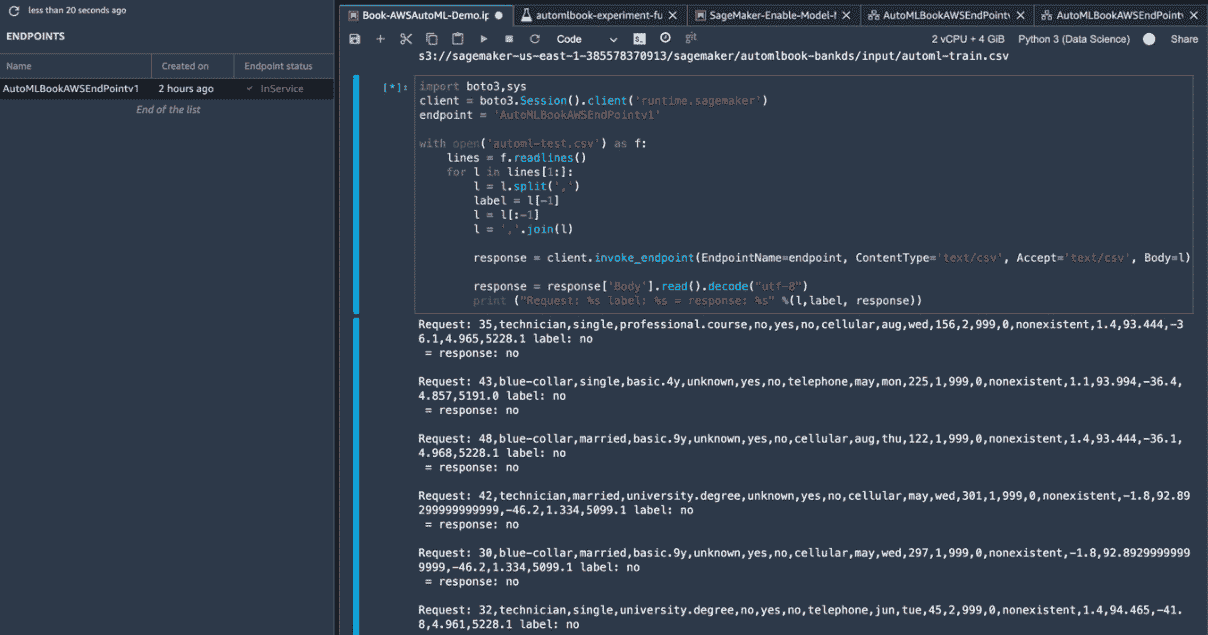 less than 20 seconds ago
ENDPOINTS
Name Created on Endpoint status
AutoMLBookAWSEndPointv1 2 hours ago InService
End of the list
Book-AWSAutoML-Demo.ip
automlbook-experiment-fu
SageMaker-Enable-Model-M
AutoMLBookAWSEndPointv
AutoMLBookAWSEndPointv
Code
git
2 vCPU + 4 GiB Python 3 (Data Science) Share
s3://sagemaker-us-east-1-385578370913/sagemaker/automlbook-bankds/input/automl-train.csv
[*]: import boto3,sys
client = boto3.Session().client('runtime.sagemaker')
endpoint = 'AutoMLBookAWSEndPointv1'
with open('automl-test.csv') as f:
lines = f.readlines()
for l in lines[1:]:
l = l.split(',')
label = l[-1]
l = l[:-1]
l = ','.join(l)
response = client.invoke_endpoint(EndpointName=endpoint, ContentType='text/csv', Accept='text/csv', Body=l)
response = response['Body'].read().decode("utf-8")
print ("Request: %s label: %s = response: %s" %(l,label, response))
Request: 35,technician,single,professional.course,no,yes,no,cellular,aug,wed,156,2,999,0,nonexistent,1.4,93.444,-3
6.1,4.965,5228.1 label: no
= response: no
Request: 43,blue-collar,single,basic.4y,unknown,yes,no,telephone,may,mon,225,1,999,0,nonexistent,1.1,93.994,-36.4,
4.857,5191.0 label: no
= response: no
Request: 48,blue-collar,married,basic.9y,unknown,yes,no,cellular,aug,thu,122,1,999,0,nonexistent,1.4,93.444,-36.1,
4.968,5228.1 label: no
= response: no
Request: 42,technician,married,university.degree,unknown,yes,no,cellular,may,wed,301,1,999,0,nonexistent,-1.8,92.89
299999999999,-46.2,1.334,5099.1 label: no
= response: no
Request: 30,blue-collar,married,basic.9y,unknown,yes,no,cellular,may,wed,297,1,999,0,nonexistent,-1.8,92.8929999999
9999,-46.2,1.334,5099.1 label: no
= response: no
Request: 32,technician,single,university.degree,no,yes,no,telephone,jun,tue,45,2,999,0,nonexistent,1.4,94.465,-41.
8,4.961,5228.1 label: no